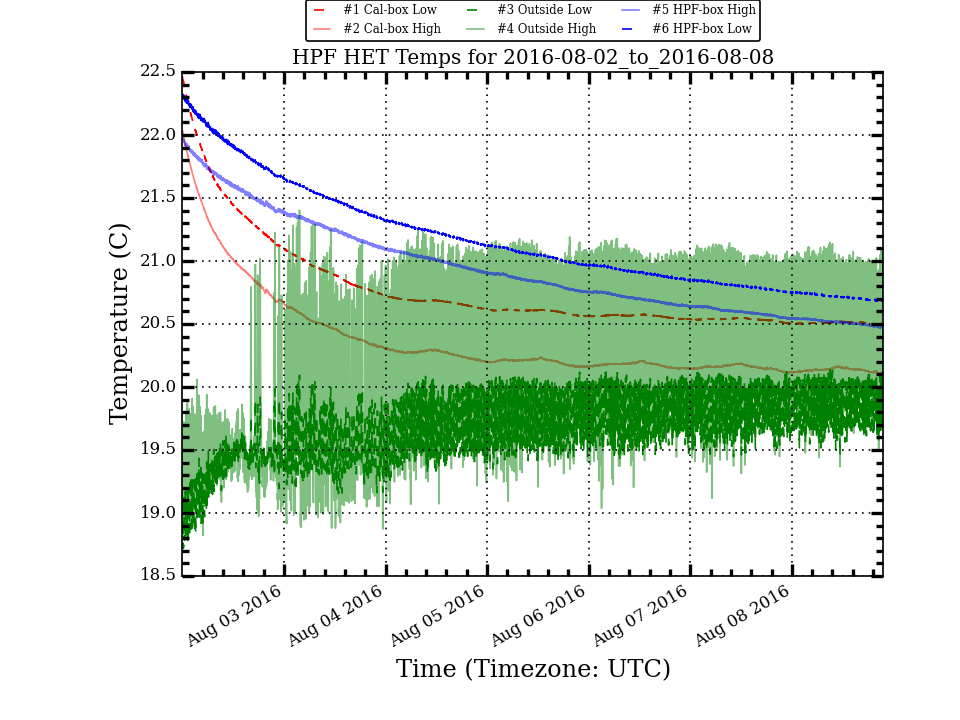 #1 Cal-box Low #3 Outside Low #5 HPF-box High
#2 Cal-box High #4 Outside High #6 HPF-box Low
HPF HET Temps for 2016-08-02_to_2016-08-08
22.5
22.0
21.5
21.0
20.5
20.0
19.5
19.0
18.5
Temperature (C)
Aug 03 2016 Aug 04 2016 Aug 05 2016 Aug 06 2016 Aug 07 2016 Aug 08 2016
Time (Timezone: UTC)